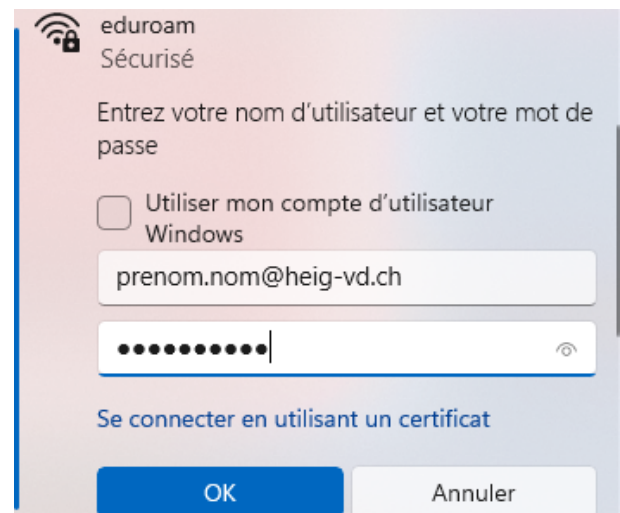 eduroam
Sécurisé
Entrez votre nom d’utilisateur et votre mot de
passe
Utiliser mon compte d’utilisateur
Windows
prenom.nom@heig-vd.ch
●●●●●●●●●●
Se connecter en utilisant un certificat
OK Annuler